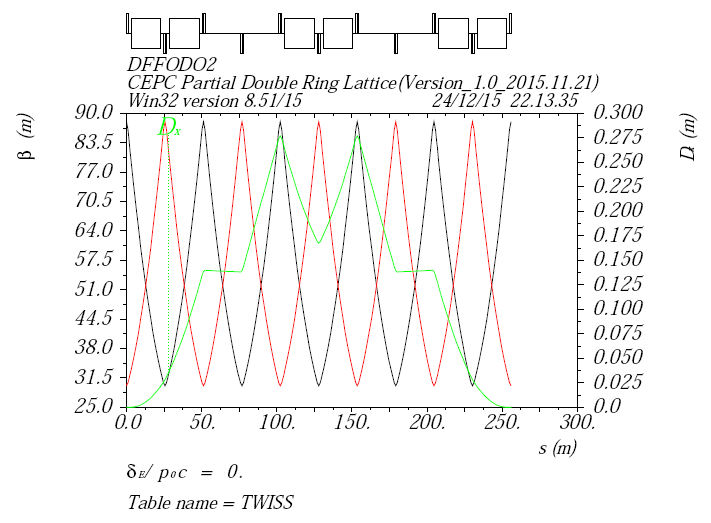 DFFODO2
CEPC Partial Double Ring Lattice(Version_1.0_2015.11.21)
Win32 version 8.51/15 24/12/15 22.13.35
β (m)
90.0
83.5
77.0
70.5
64.0
57.5
51.0
44.5
38.0
31.5
25.0
Dx
0.300
0.275
0.250
0.225
0.200
0.175
0.150
0.125
0.100
0.075
0.050
0.025
0.0
D (m)
0.0 50. 100. 150. 200. 250. 300.
s (m)
δE/ p0c = 0.
Table name = TWISS